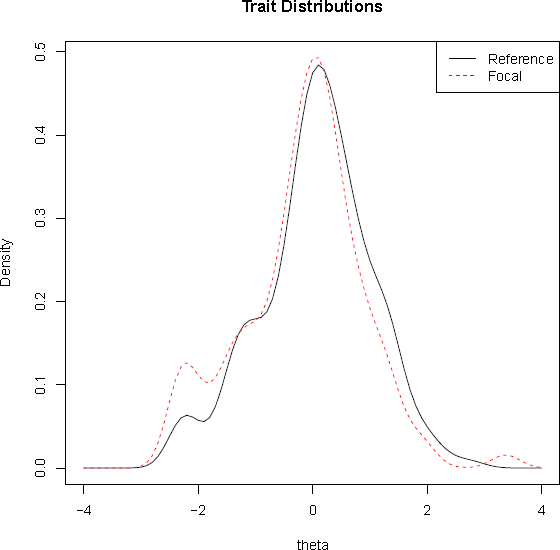 Trait Distributions
Reference
Focal
0.5
0.4
0.3
0.2
0.1
0.0
Density
−4
−2
0
2
4
theta